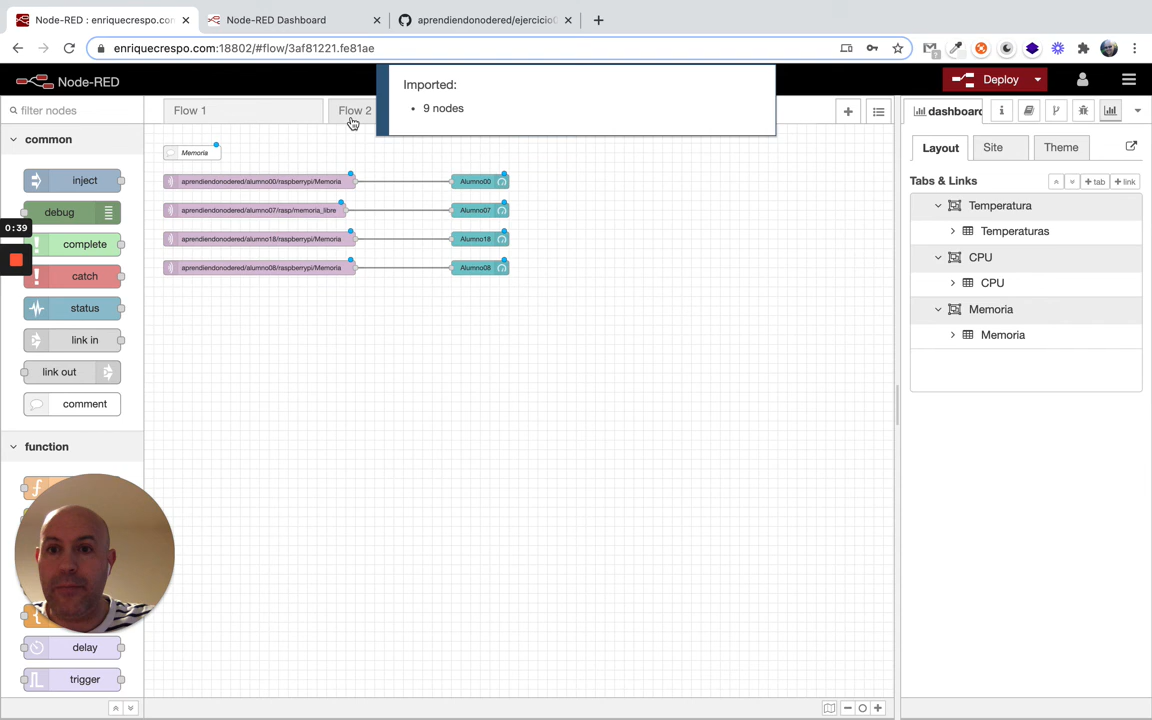 Node-RED : enriquecrespo.con
Node-RED Dashboard
aprendiendonodered/ejercicio0
enriquecrespo.com:18802/#flow/3af81221.fe81ae
Node-RED
Imported:
9 nodes
Deploy
filter nodes
Flow 1
Flow 2
dashboard
common
Layout
Site
Theme
Memoria
inject
aprendiendonodered/alumno00/raspberrypi/Memoria
Alumno00
Tabs & Links
tab
link
debug
aprendiendonodered/alumno07/rasp/memoria_libre
Alumno07
Temperatura
0:39
complete
aprendiendonodered/alumno18/raspberrypi/Memoria
Alumno18
Temperaturas
catch
aprendiendonodered/alumno08/raspberrypi/Memoria
Alumno08
CPU
CPU
status
Memoria
link in
Memoria
link out
comment
function
delay
trigger